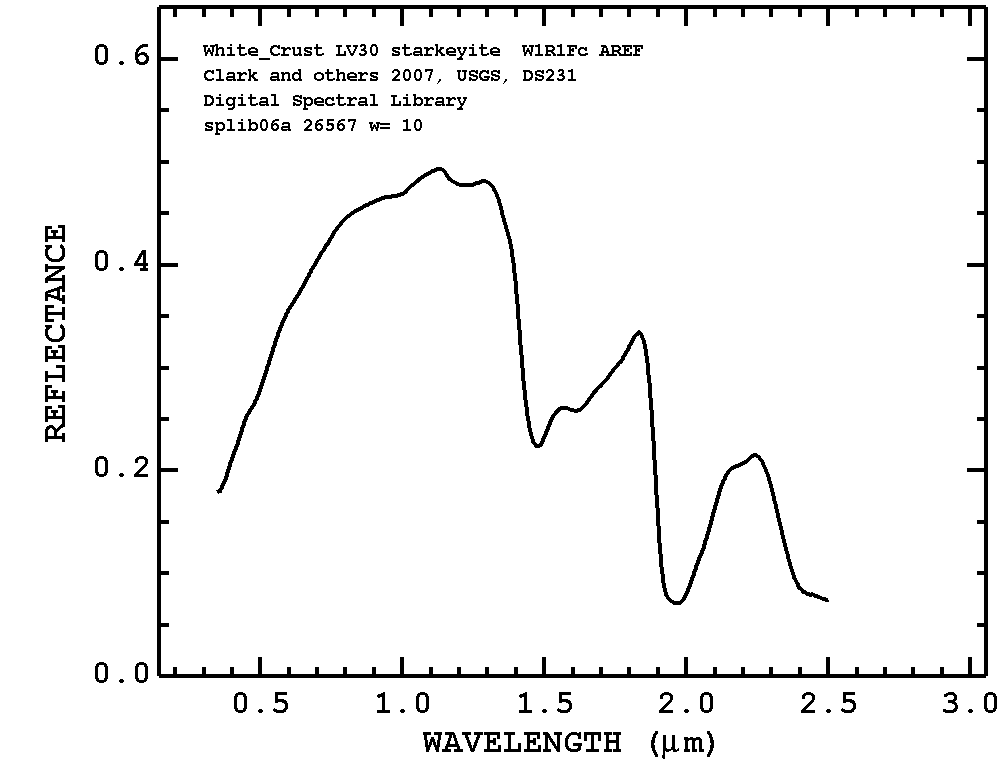 White_Crust LV30 starkeyite  W1R1Fc AREF
Clark and others 2007, USGS, DS231
Digital Spectral Library
splib06a 26567 w= 10
REFLECTANCE
0.6
0.4
0.2
0.0
0.5 1.0 1.5 2.0 2.5 3.0
WAVELENGTH (μm)